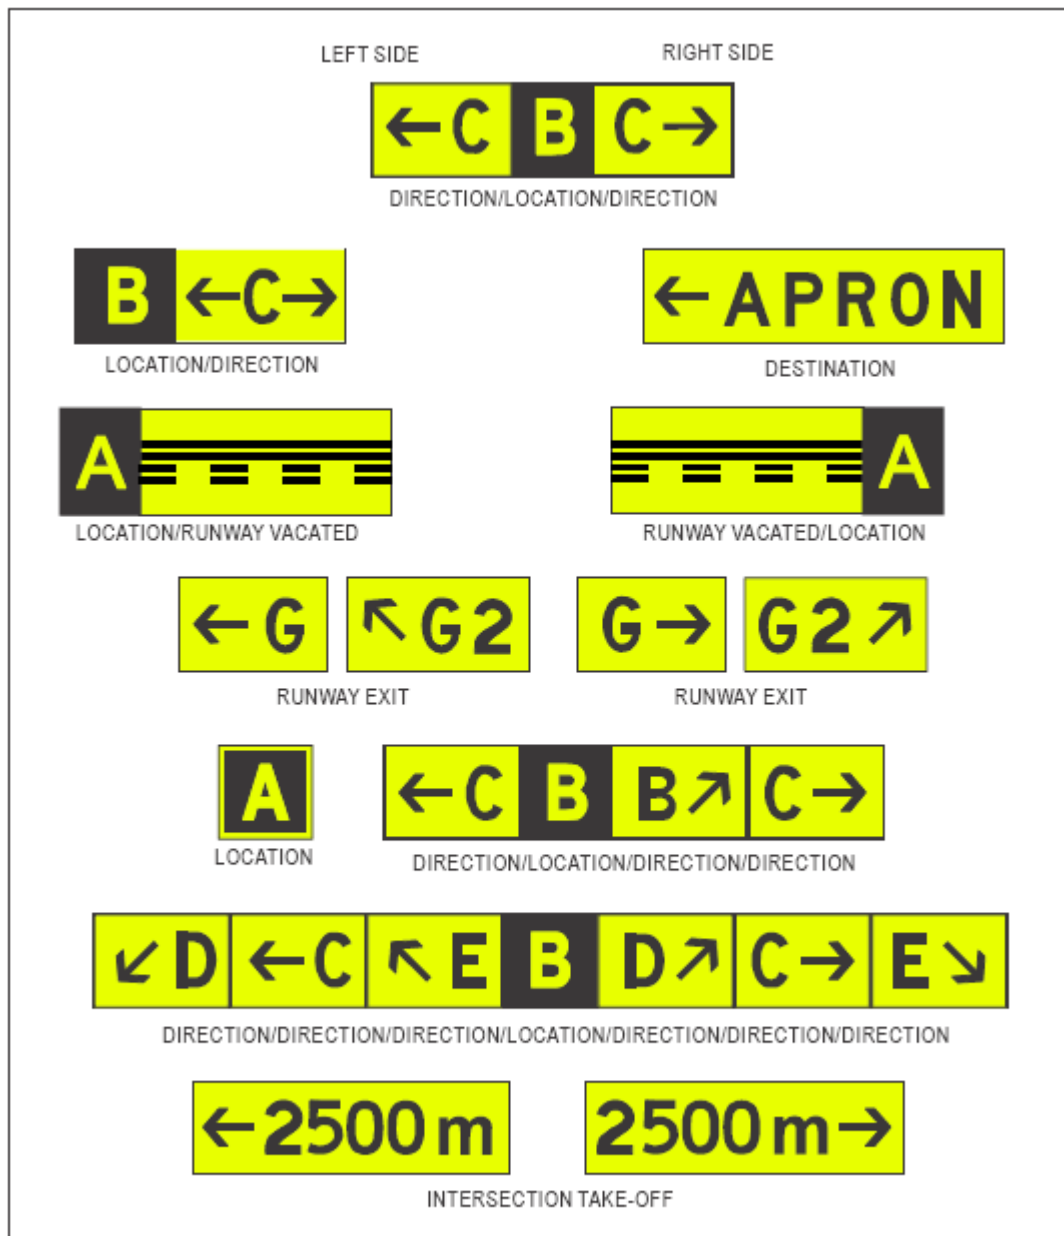 LEFT SIDE RIGHT SIDE
←C B C→
DIRECTION/LOCATION/DIRECTION
B ←C→ ←APRON
LOCATION/DIRECTION DESTINATION
A A
LOCATION/RUNWAY VACATED RUNWAY VACATED/LOCATION
←G ↖G2 G→ G2↗
RUNWAY EXIT RUNWAY EXIT
A ←C B B↗ C→
LOCATION DIRECTION/LOCATION/DIRECTION/DIRECTION
↙D ←C ↖E B D↗ C→ E↘
DIRECTION/DIRECTION/DIRECTION/LOCATION/DIRECTION/DIRECTION/DIRECTION
←2500m 2500m→
INTERSECTION TAKE-OFF